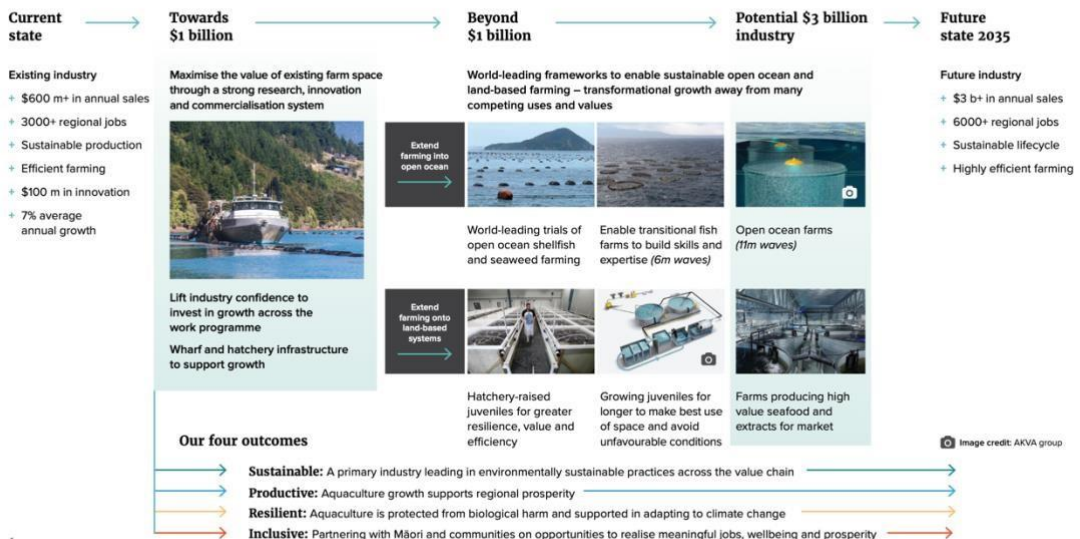 Current
state
Towards
$1 billion
Beyond
$1 billion
Potential $3 billion
industry
Future
state 2035
Existing industry
+ $600 m+ in annual sales
+ 3000+ regional jobs
+ Sustainable production
+ Efficient farming
+ $100 m in innovation
+ 7% average
annual growth
Maximise the value of existing farm space
through a strong research, innovation
and commercialisation system
Lift industry confidence to
invest in growth across the
work programme
Wharf and hatchery infrastructure
to support growth
World-leading frameworks to enable sustainable open ocean and
land-based farming – transformational growth away from many
competing uses and values
Extend
farming into
open ocean
World-leading trials of
open ocean shellfish
and seaweed farming
Enable transitional fish
farms to build skills and
expertise (6m waves)
Open ocean farms
(11m waves)
Extend
farming onto
land-based
systems
Hatchery-raised
juveniles for greater
resilience, value and
efficiency
Growing juveniles for
longer to make best use
of space and avoid
unfavourable conditions
Farms producing high
value seafood and
extracts for market
Future industry
+ $3 b+ in annual sales
+ 6000+ regional jobs
+ Sustainable lifecycle
+ Highly efficient farming
Image credit: AKVA group
Our four outcomes
Sustainable: A primary industry leading in environmentally sustainable practices across the value chain
Productive: Aquaculture growth supports regional prosperity
Resilient: Aquaculture is protected from biological harm and supported in adapting to climate change
Inclusive: Partnering with Māori and communities on opportunities to realise meaningful jobs, wellbeing and prosperity